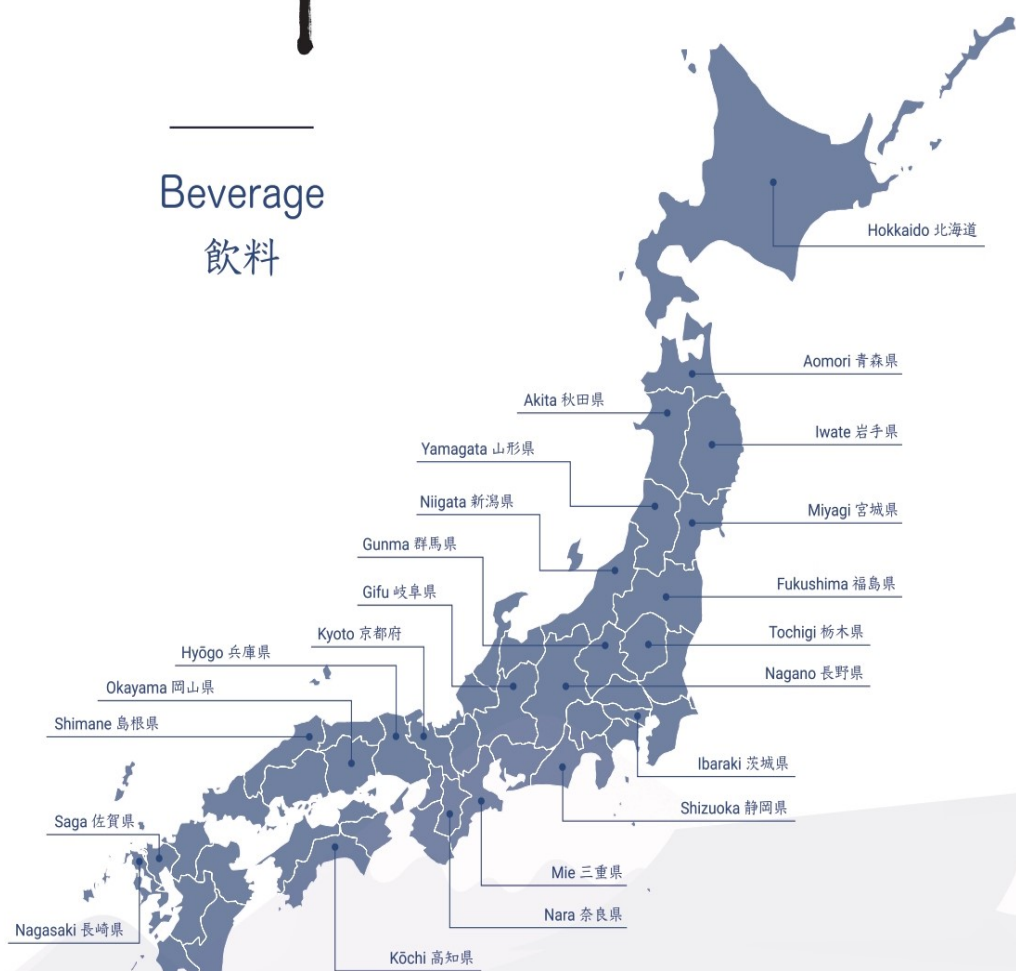 Beverage
飲料
Hokkaido 北海道
Aomori 青森県
Akita 秋田県
Iwate 岩手県
Yamagata 山形県
Niigata 新潟県
Miyagi 宮城県
Gunma 群馬県
Fukushima 福島県
Gifu 岐阜県
Kyoto 京都府
Tochigi 栃木県
Hyōgo 兵庫県
Nagano 長野県
Okayama 岡山県
Shimane 島根県
Ibaraki 茨城県
Shizuoka 静岡県
Saga 佐賀県
Mie 三重県
Nara 奈良県
Nagasaki 長崎県
Kōchi 高知県